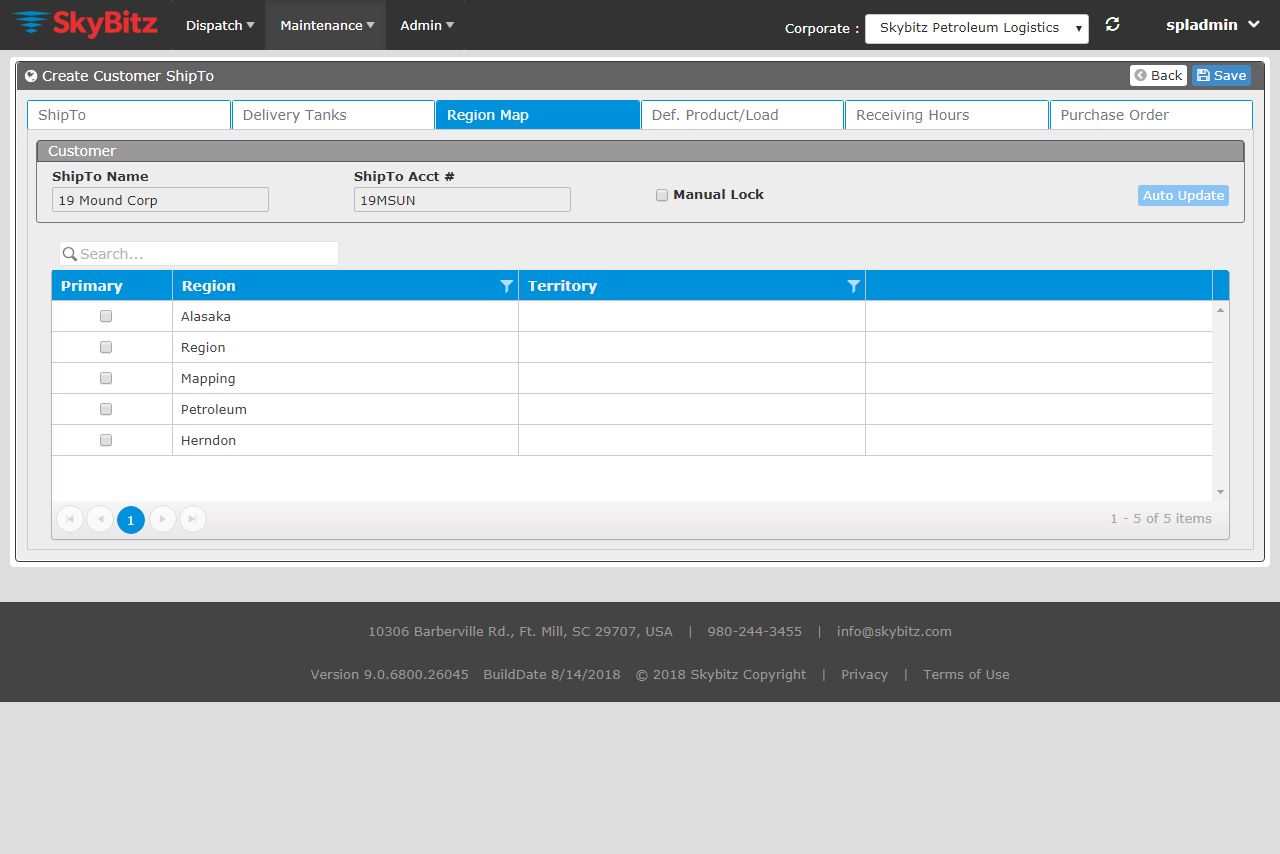 SkyBitz Dispatch Maintenance Admin Corporate : Skybitz Petroleum Logistics spladmin
Create Customer ShipTo Back Save
ShipTo Delivery Tanks Region Map Def. Product/Load Receiving Hours Purchase Order
Customer
ShipTo Name ShipTo Acct #
Manual Lock Auto Update
19 Mound Corp 19MSUN
Search...
Primary Region Territory
Alasaka
Region
Mapping
Petroleum
Herndon
1 1 - 5 of 5 items
10306 Barberville Rd., Ft. Mill, SC 29707, USA | 980-244-3455 | info@skybitz.com
Version 9.0.6800.26045 BuildDate 8/14/2018 © 2018 Skybitz Copyright | Privacy | Terms of Use